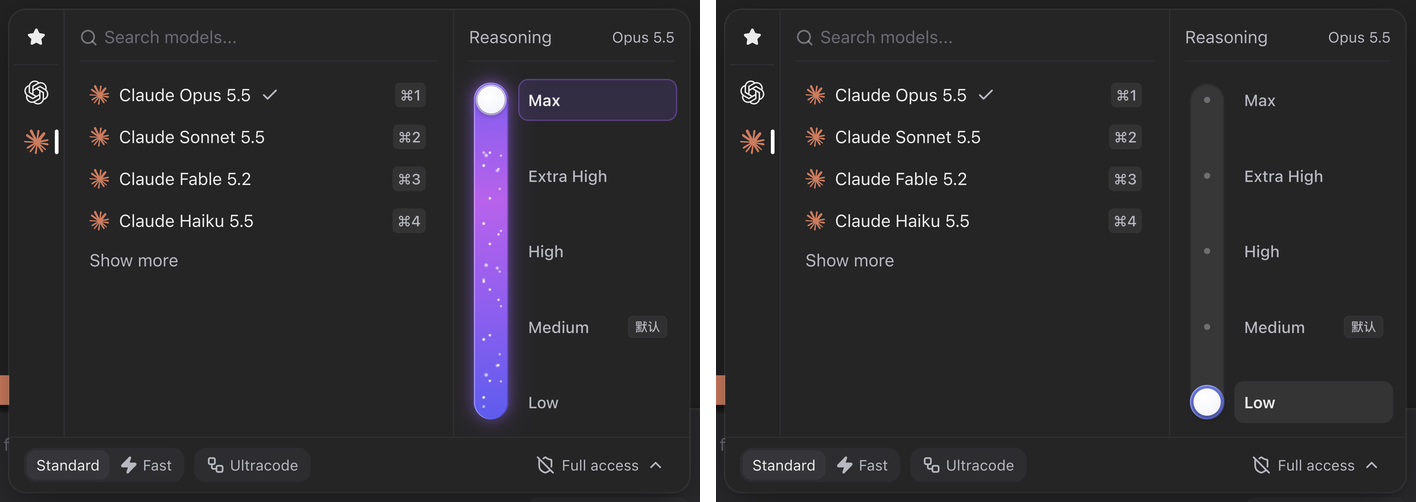 Search models...
Reasoning Opus 5.5
Claude Opus 5.5 ⌘1
Claude Sonnet 5.5 ⌘2
Claude Fable 5.2 ⌘3
Claude Haiku 5.5 ⌘4
Show more
Max
Extra High
High
Medium 默认
Low
f
Standard Fast Ultracode Full access
Search models...
Reasoning Opus 5.5
Claude Opus 5.5 ⌘1
Claude Sonnet 5.5 ⌘2
Claude Fable 5.2 ⌘3
Claude Haiku 5.5 ⌘4
Show more
Max
Extra High
High
Medium 默认
Low
f
Standard Fast Ultracode Full access